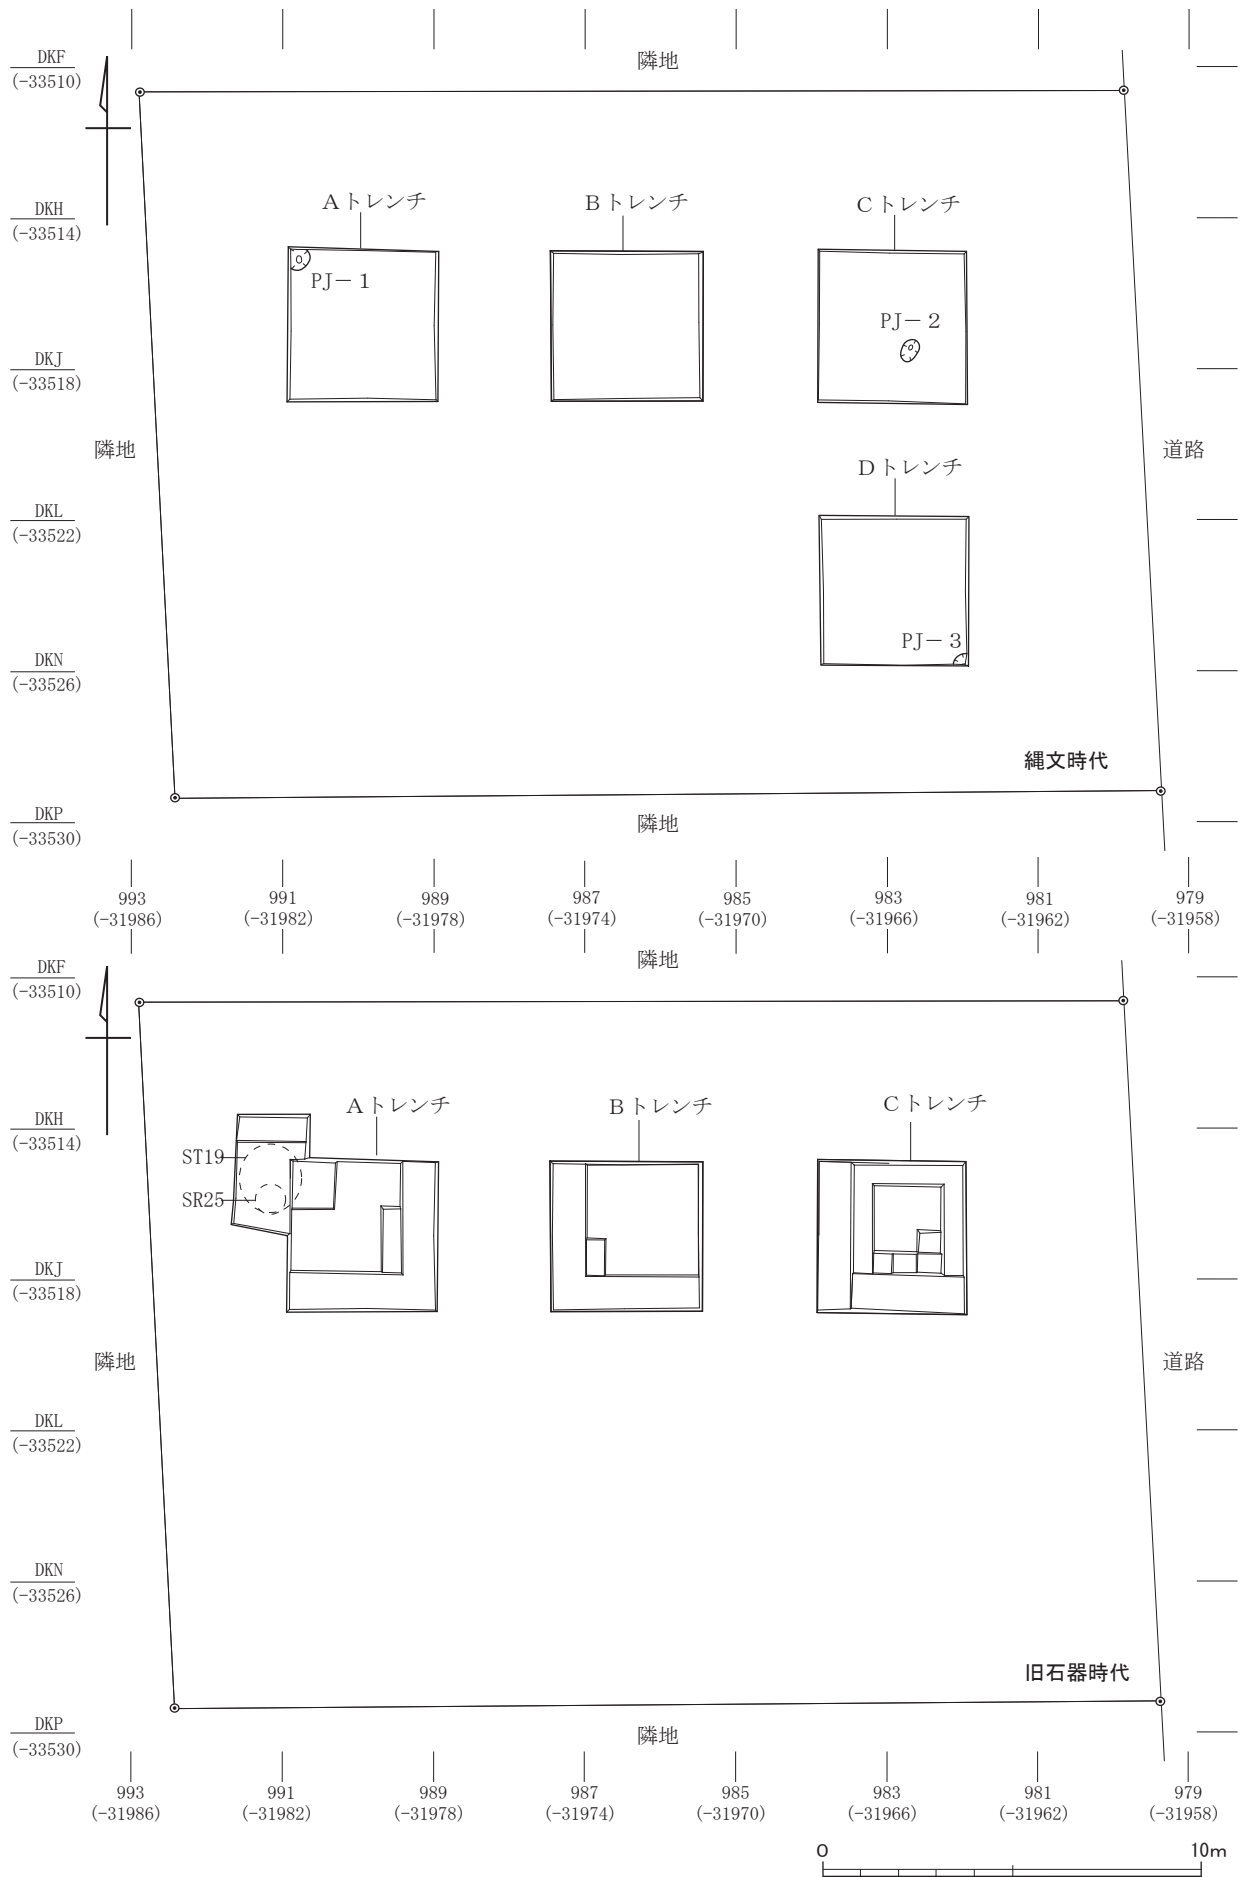 隣地
DKF
(-33510)
Aトレンチ
Bトレンチ
Cトレンチ
DKH
(-33514)
PJ－1
PJ－2
DKJ
(-33518)
隣地
道路
Dトレンチ
DKL
(-33522)
PJ－3
DKN
(-33526)
縄文時代
DKP
(-33530)
隣地
993 991 989 987 985 983 981 979
(-31986) (-31982) (-31978) (-31974) (-31970) (-31966) (-31962) (-31958)
隣地
DKF
(-33510)
Aトレンチ
Bトレンチ
Cトレンチ
DKH
(-33514)
ST19
SR25
DKJ
(-33518)
隣地
道路
DKL
(-33522)
DKN
(-33526)
旧石器時代
DKP
(-33530)
隣地
993 991 989 987 985 983 981 979
(-31986) (-31982) (-31978) (-31974) (-31970) (-31966) (-31962) (-31958)
0 10m